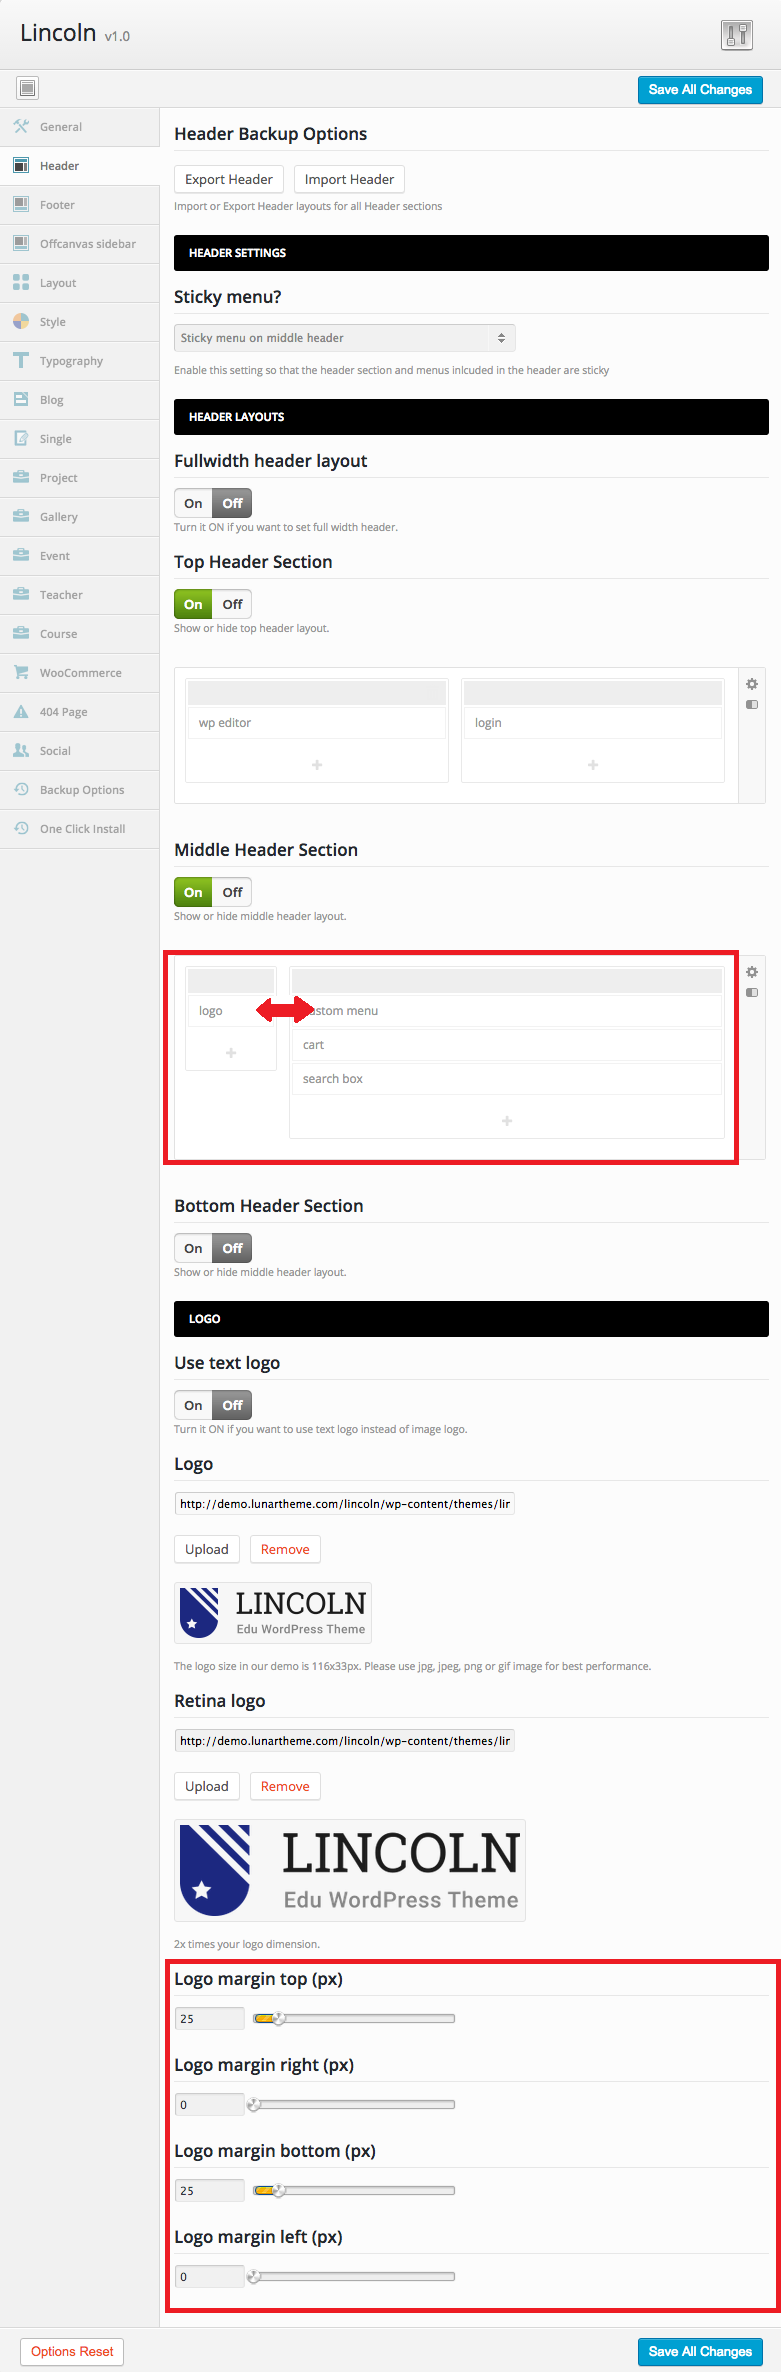 Lincoln v1.0
Save All Changes
General
Header
Footer
Offcanvas sidebar
Layout
Style
Typography
Blog
Single
Project
Gallery
Event
Teacher
Course
WooCommerce
404 Page
Social
Backup Options
One Click Install
Header Backup Options
Export Header Import Header
Import or Export Header layouts for all Header sections
HEADER SETTINGS
Sticky menu?
Sticky menu on middle header
Enable this setting so that the header section and menus inlcuded in the header are sticky
HEADER LAYOUTS
Fullwidth header layout
On Off
Turn it ON if you want to set full width header.
Top Header Section
On Off
Show or hide top header layout.
wp editor login
Middle Header Section
On Off
Show or hide middle header layout.
logo ustom menu
cart
search box
Bottom Header Section
On Off
Show or hide middle header layout.
LOGO
Use text logo
On Off
Turn it ON if you want to use text logo instead of image logo.
Logo
http://demo.lunartheme.com/lincoln/wp-content/themes/lir
Upload Remove
LINCOLN
Edu WordPress Theme
The logo size in our demo is 116x33px. Please use jpg, jpeg, png or gif image for best performance.
Retina logo
http://demo.lunartheme.com/lincoln/wp-content/themes/lir
Upload Remove
LINCOLN
Edu WordPress Theme
2x times your logo dimension.
Logo margin top (px)
25
Logo margin right (px)
0
Logo margin bottom (px)
25
Logo margin left (px)
0
Options Reset Save All Changes